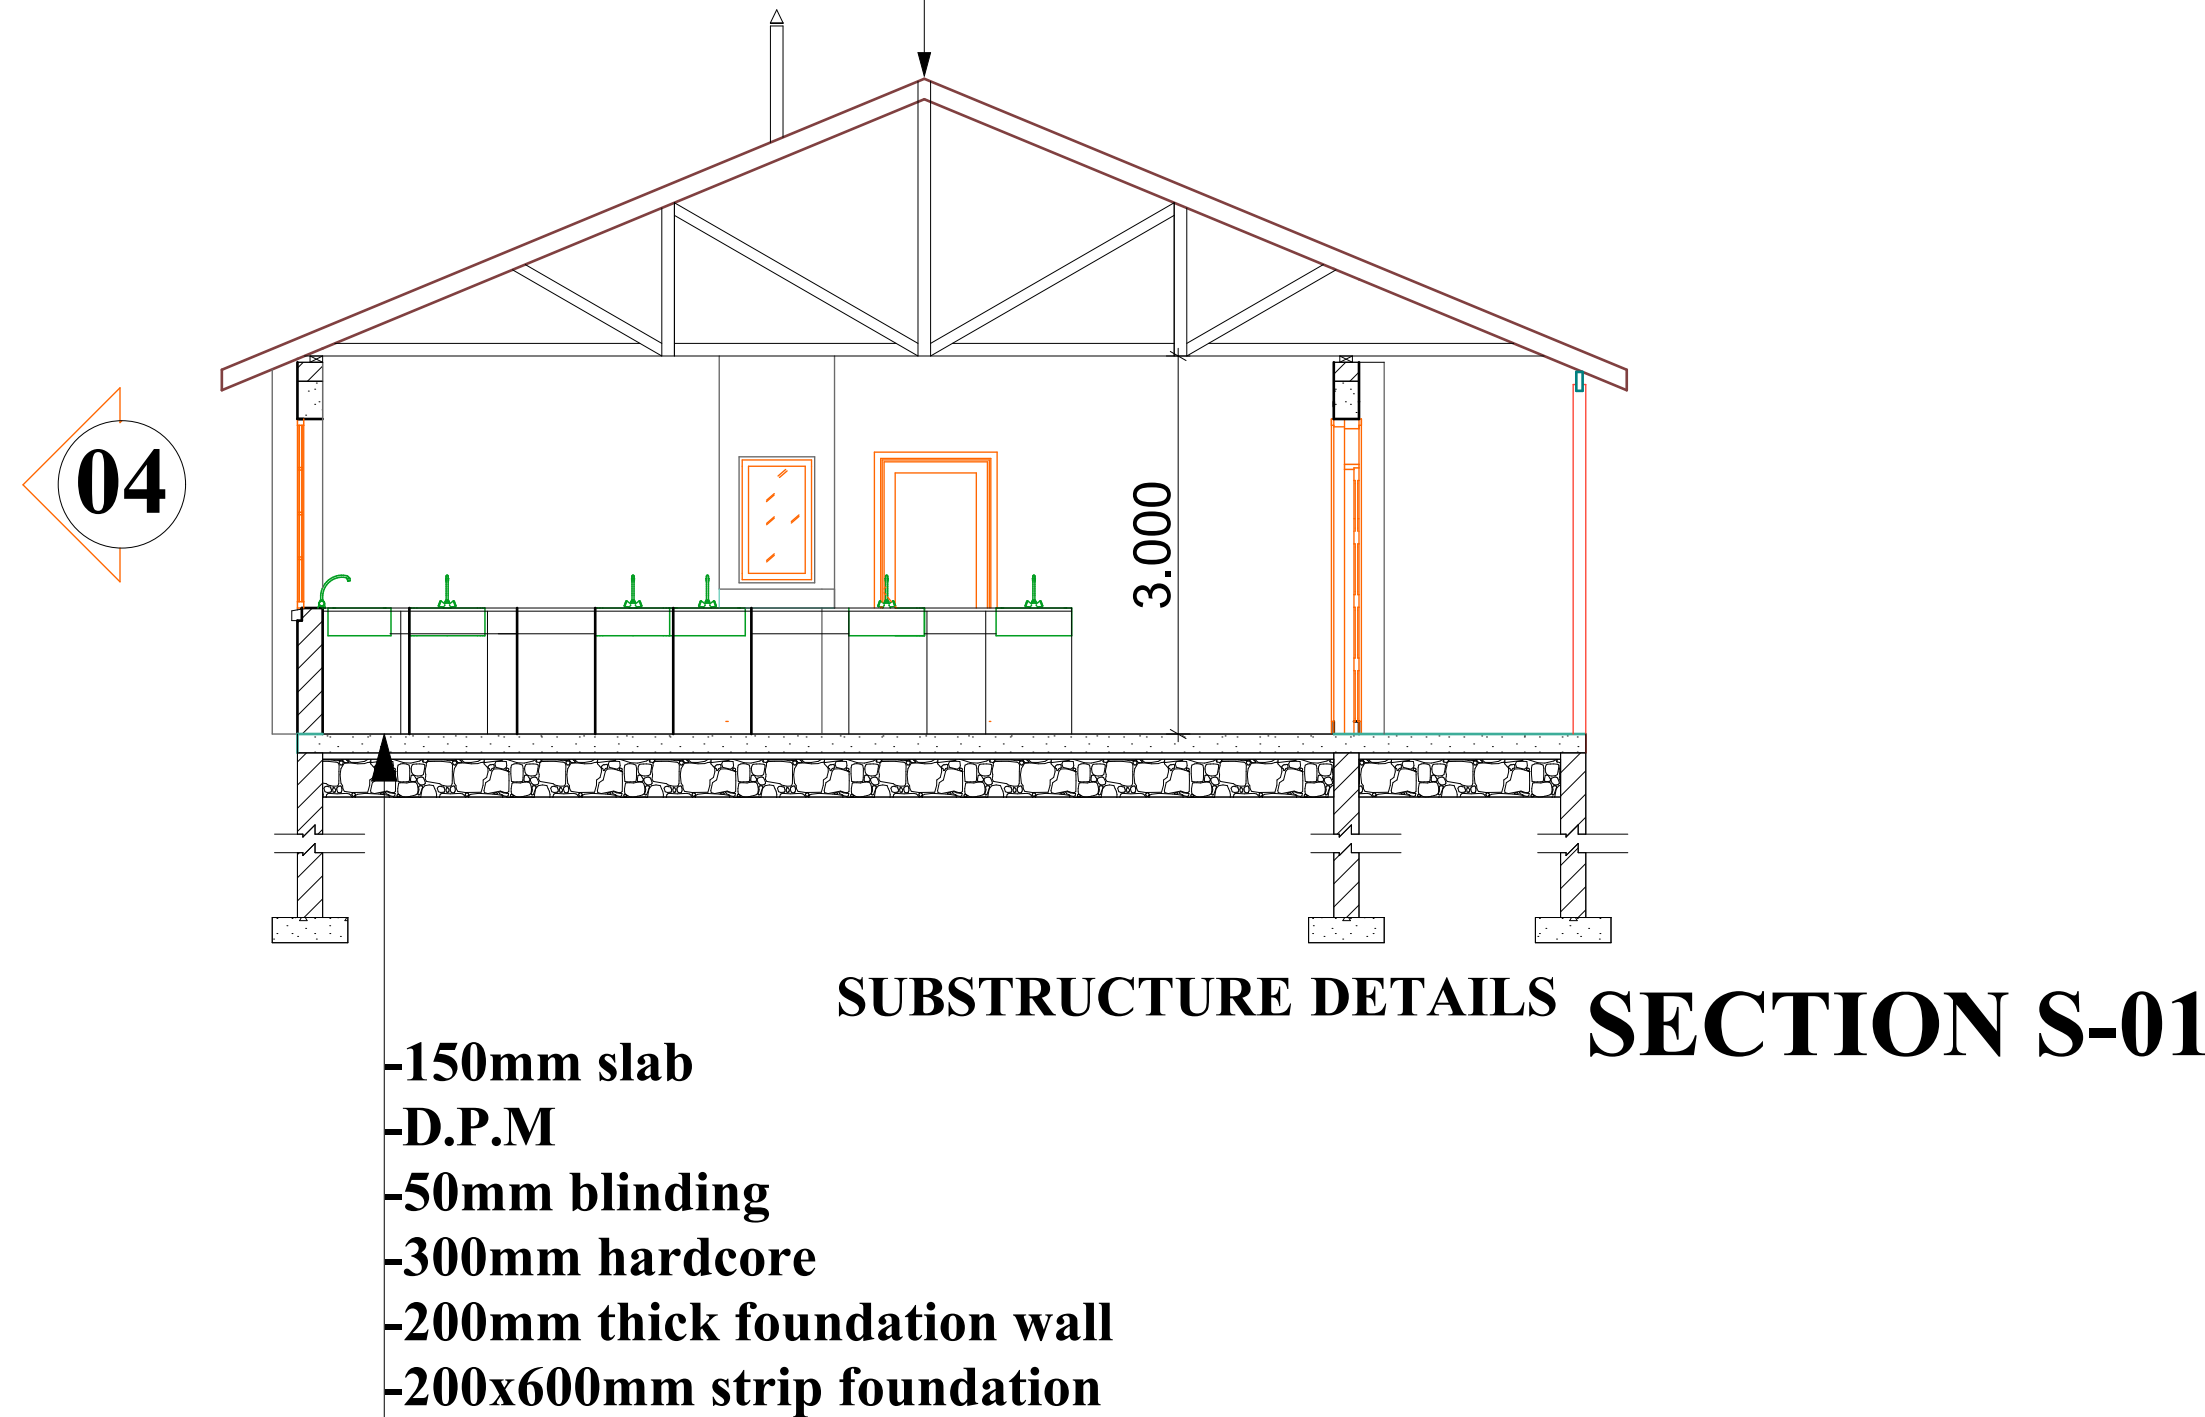 04
3.000
SUBSTRUCTURE DETAILS
SECTION S-01
-150mm slab
-D.P.M
-50mm blinding
-300mm hardcore
-200mm thick foundation wall
-200x600mm strip foundation